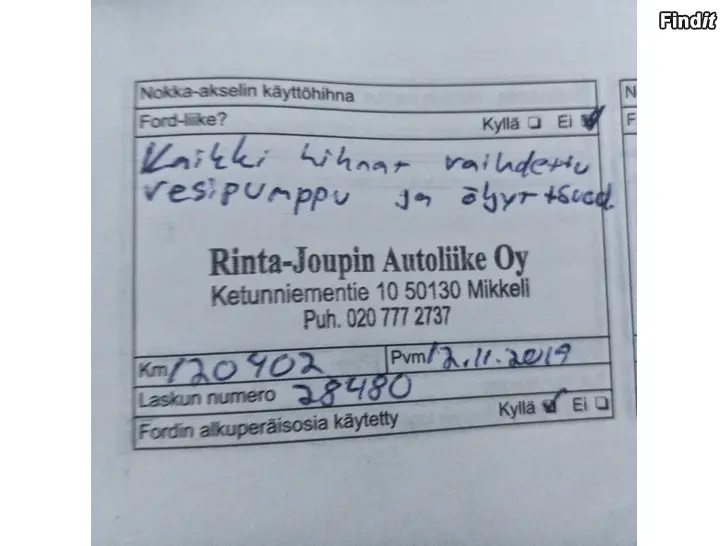 Findit
Nokka-akselin käyttöhihna
N
Ford-liike?
Kyllä
Ei
F
Kaikki hihnat vaihdettu
vesipumppu ja öljyt +suod.
Rinta-Joupin Autoliike Oy
Ketunniementie 10 50130 Mikkeli
Puh. 020 777 2737
Km 120402
Pvm 12.11.2019
Laskun numero 28480
Fordin alkuperäisosia käytetty
Kyllä
Ei